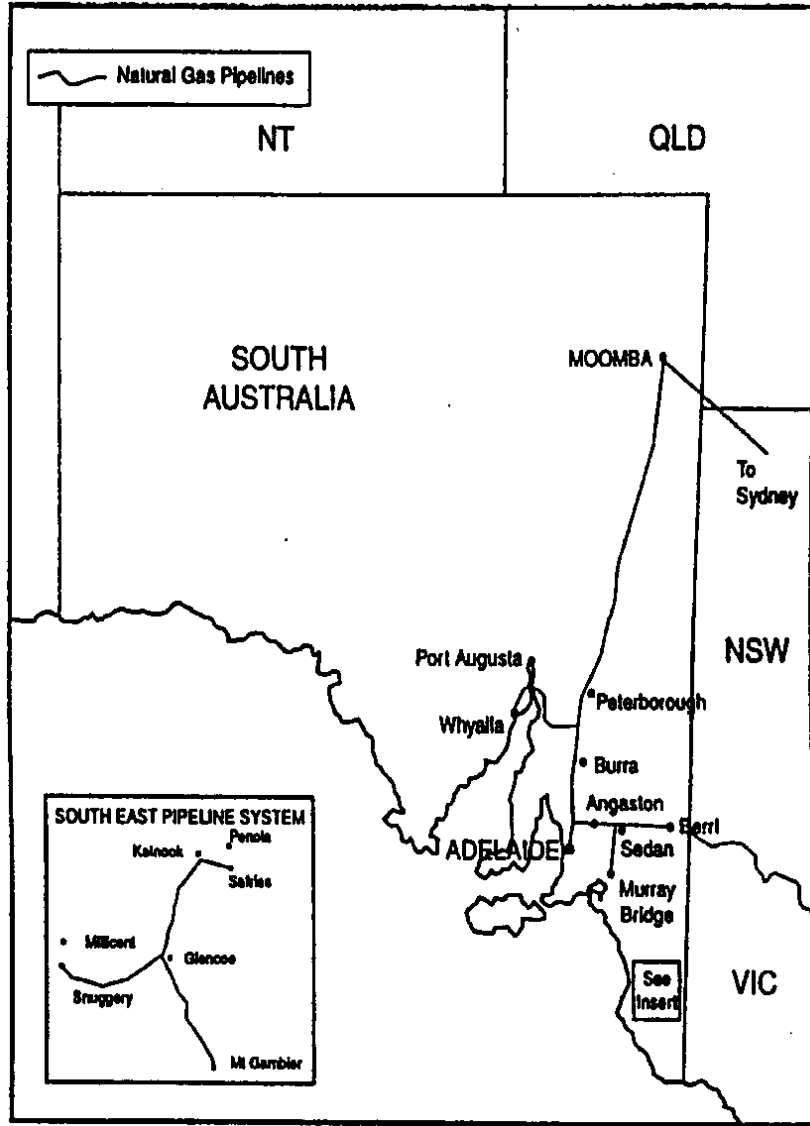 Natural Gas Pipelines
NT
QLD
SOUTH
AUSTRALIA
MOOMBA
To
Sydney
NSW
Port Augusta
Whyalla
Peterborough
Burra
Angaston
Berri
ADELAIDE
Sedan
Murray
Bridge
See
Insert
VIC
SOUTH EAST PIPELINE SYSTEM
Penola
Katnook
Safries
Millicent
Glencoe
Snuggery
Mt Gambier